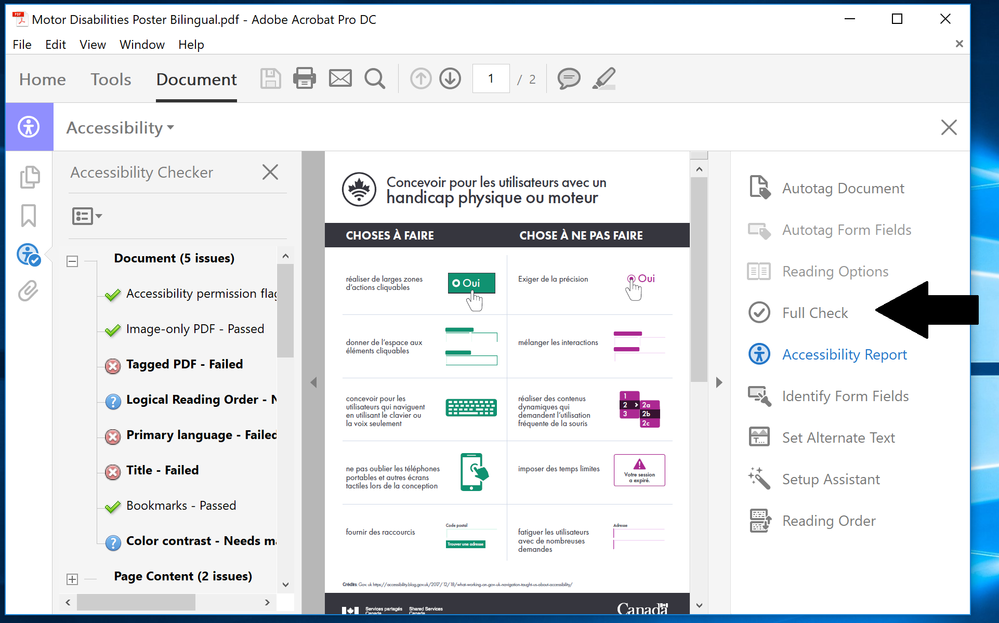 Motor Disabilities Poster Bilingual.pdf - Adobe Acrobat Pro DC
File Edit View Window Help
Home Tools Document 1 / 2
Accessibility
Accessibility Checker
Document (5 issues)
Accessibility permission flag
Image-only PDF - Passed
Tagged PDF - Failed
Logical Reading Order - N
Primary language - Failed
Title - Failed
Bookmarks - Passed
Color contrast - Needs ma
Page Content (2 issues)
Concevoir pour les utilisateurs avec un
handicap physique ou moteur
CHOSES À FAIRE
CHOSE À NE PAS FAIRE
réaliser de larges zones
d'actions cliquables
Oui
Exiger de la précision
Oui
donner de l'espace aux
éléments cliquables
mélanger les interactions
concevoir pour les
utilisateurs qui naviguent
en utilisant le clavier ou
la voix seulement
réaliser des contenus
dynamiques qui
demandent l'utilisation
fréquente de la souris
1
2 > 2a
3 2b
2c
ne pas oublier les téléphones
portables et autres écrans
tactiles lors de la conception
imposer des temps limites
Votre session
a expiré.
fournir des raccourcis
Code postal
Trouver une adresse
fatiguer les utilisateurs
avec de nombreuses
demandes
Adresse
Crédits: Gov. uk https://accessibility.blog.gov.uk/2017/12/18/what-working-on-gov-uk-navigation-taught-us-about-accessibility/
Services partagés
Canada
Shared Services
Canada
Canada
Autotag Document
Autotag Form Fields
Reading Options
Full Check
Accessibility Report
Identify Form Fields
Set Alternate Text
Setup Assistant
Reading Order